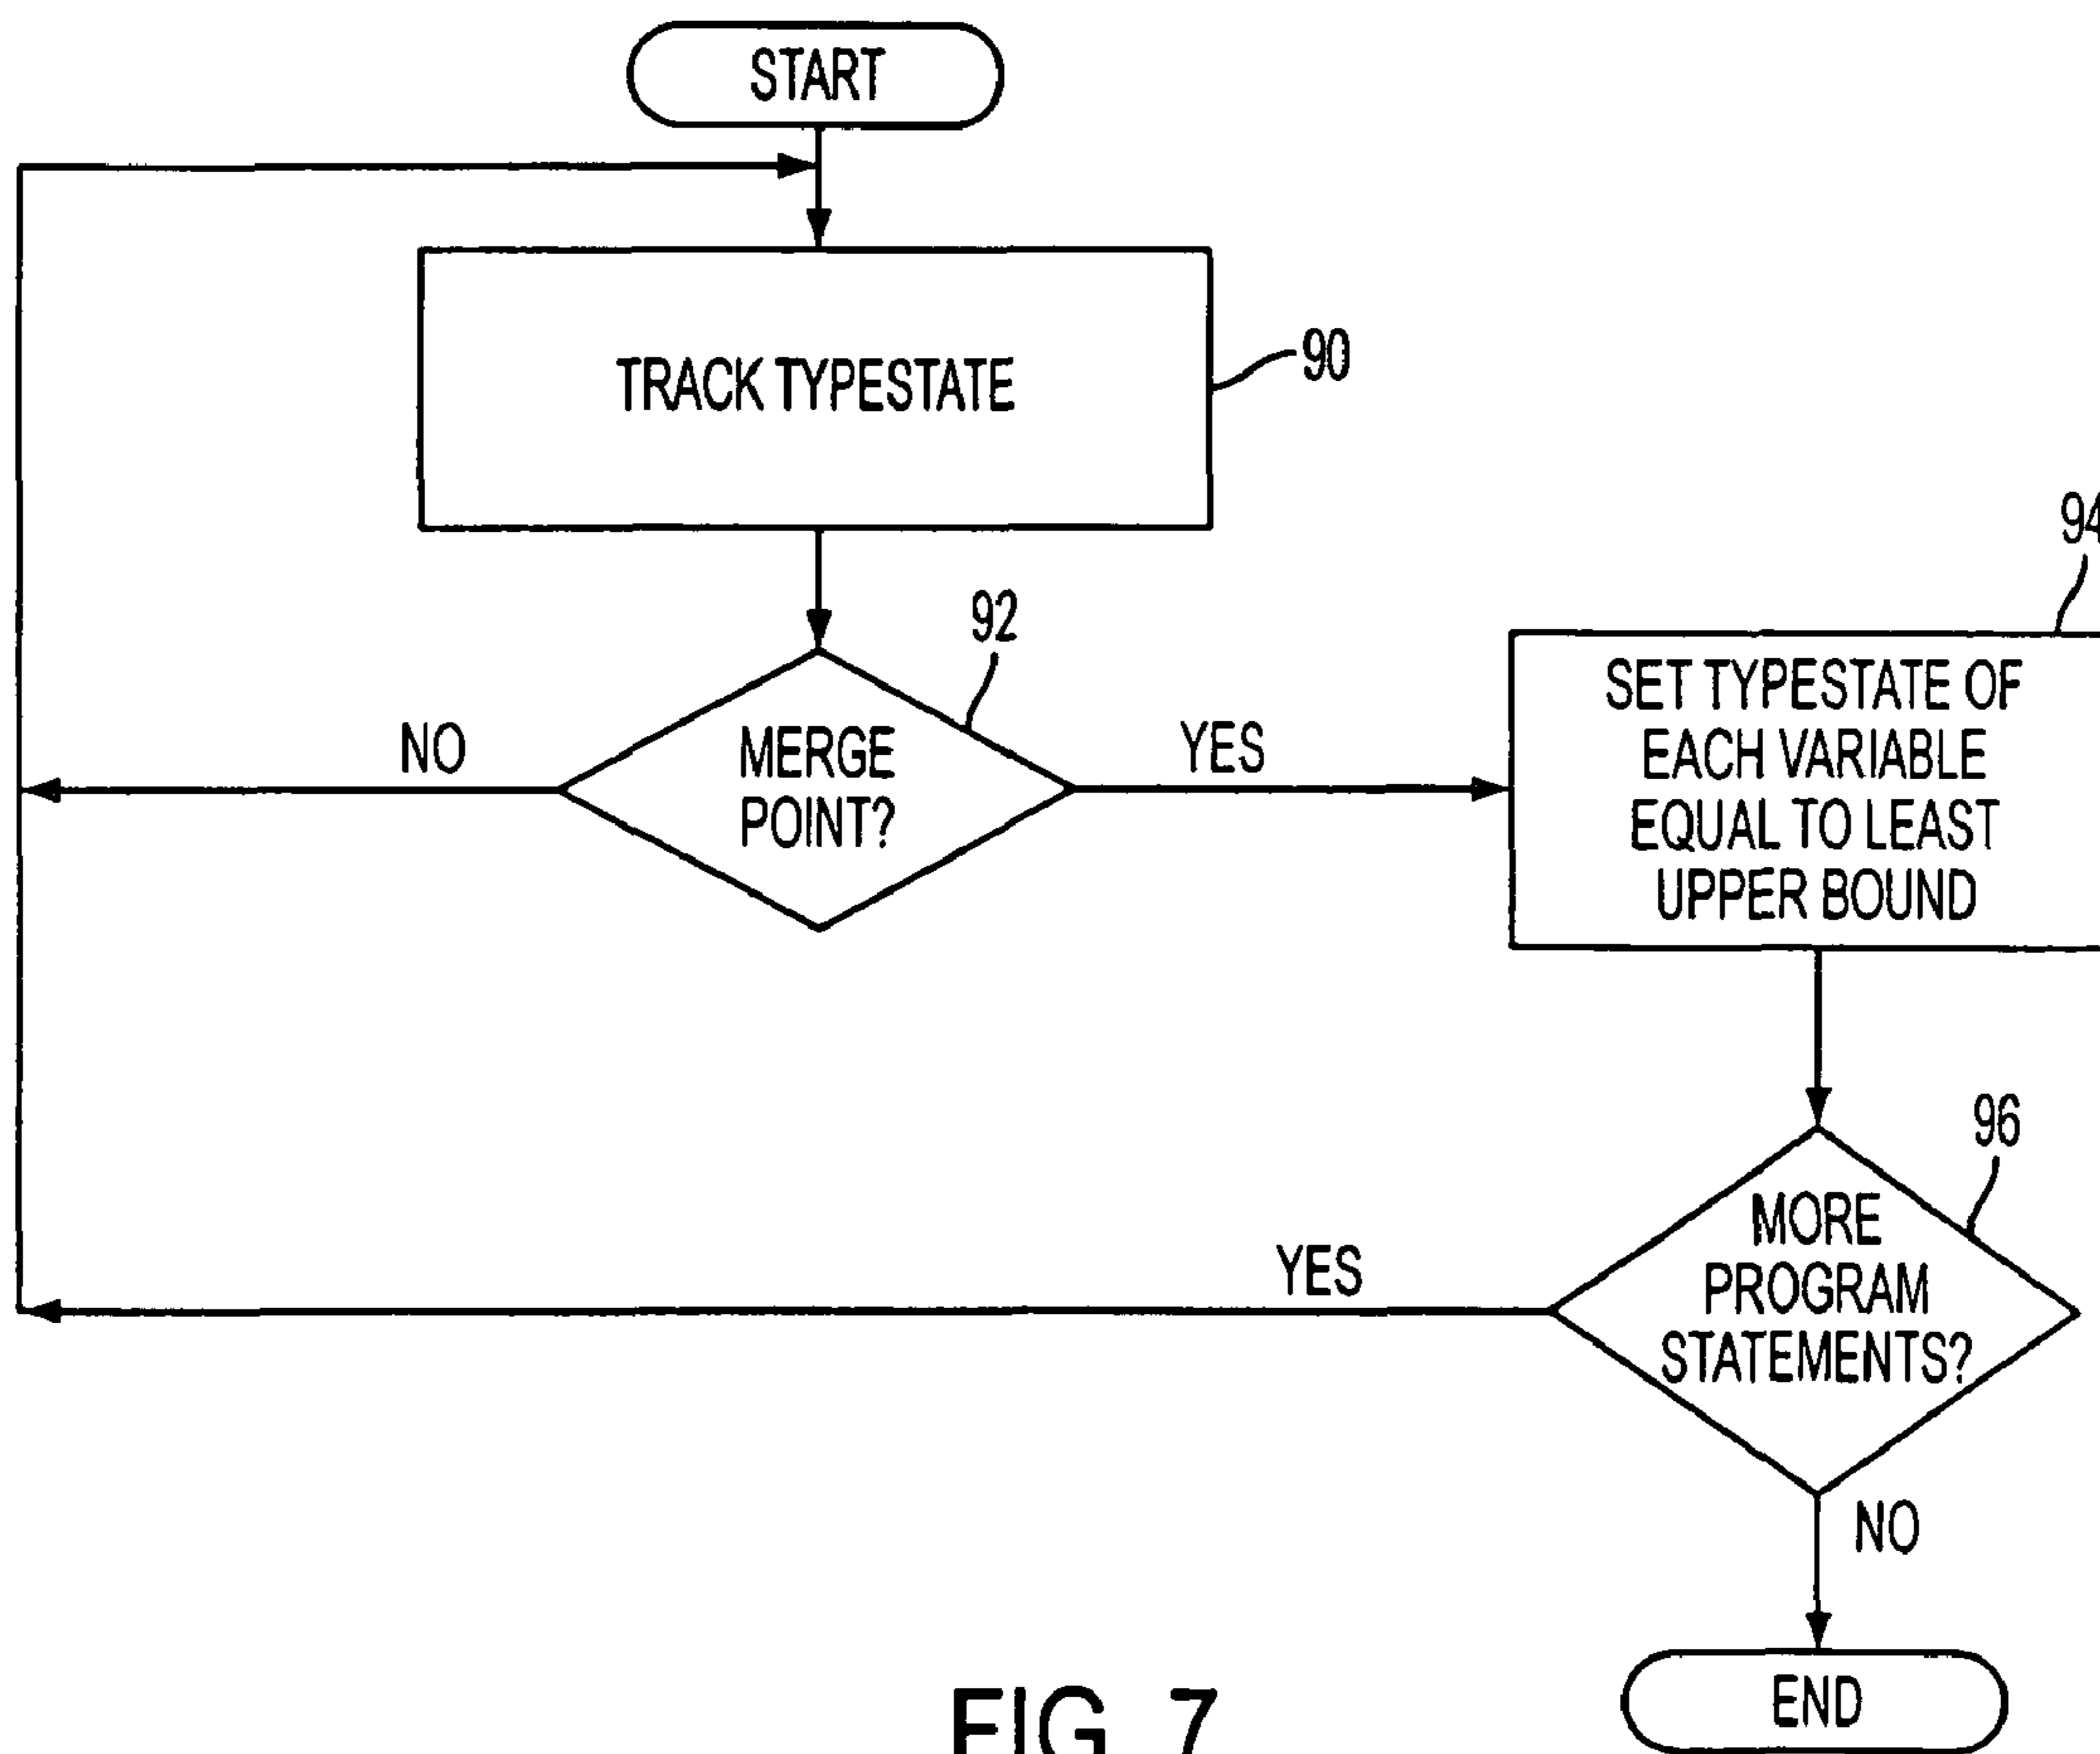 START
TRACK TYPESTATE
90
92
MERGE
POINT?
NO
YES
94
SET TYPESTATE OF
EACH VARIABLE
EQUAL TO LEAST
UPPER BOUND
96
MORE
PROGRAM
STATEMENTS?
YES
NO
END
FIG. 7